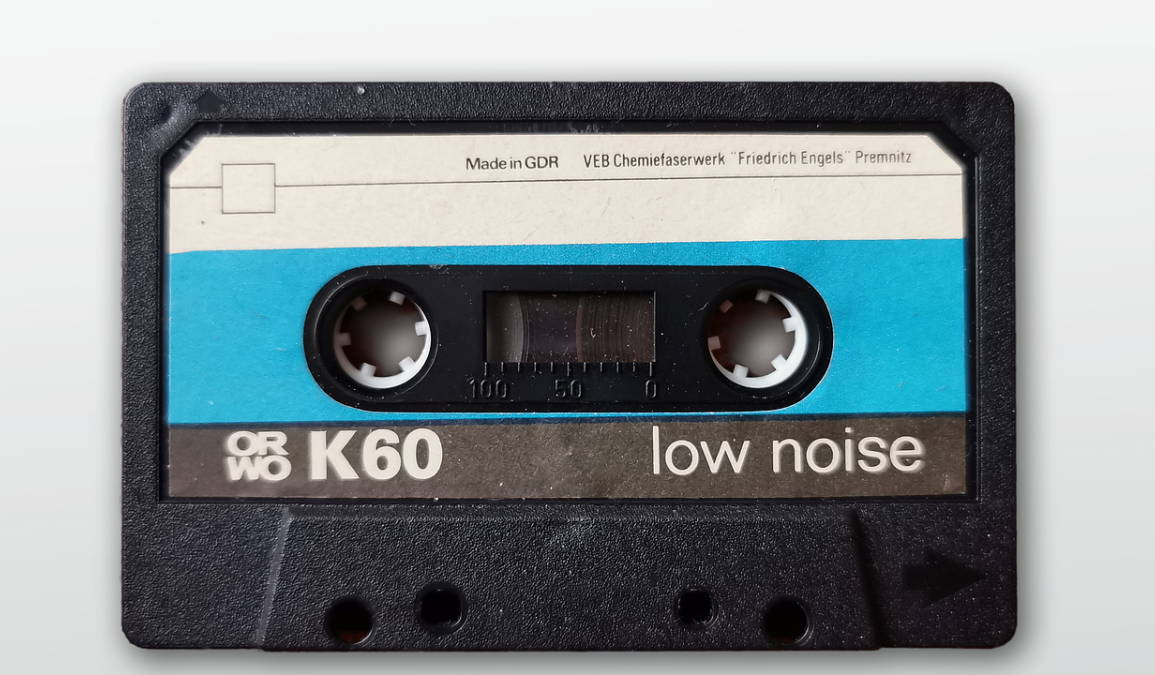 Made in GDR VEB Chemiefaserwerk ¨Friedrich Engels¨ Premnitz
100 50 0
ORWO K60 low noise